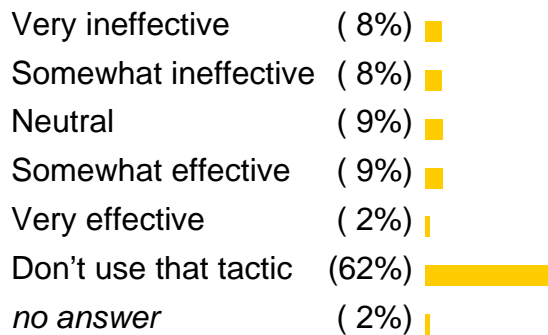 Very ineffective ( 8%)
Somewhat ineffective ( 8%)
Neutral ( 9%)
Somewhat effective ( 9%)
Very effective ( 2%)
Don’t use that tactic (62%)
no answer ( 2%)